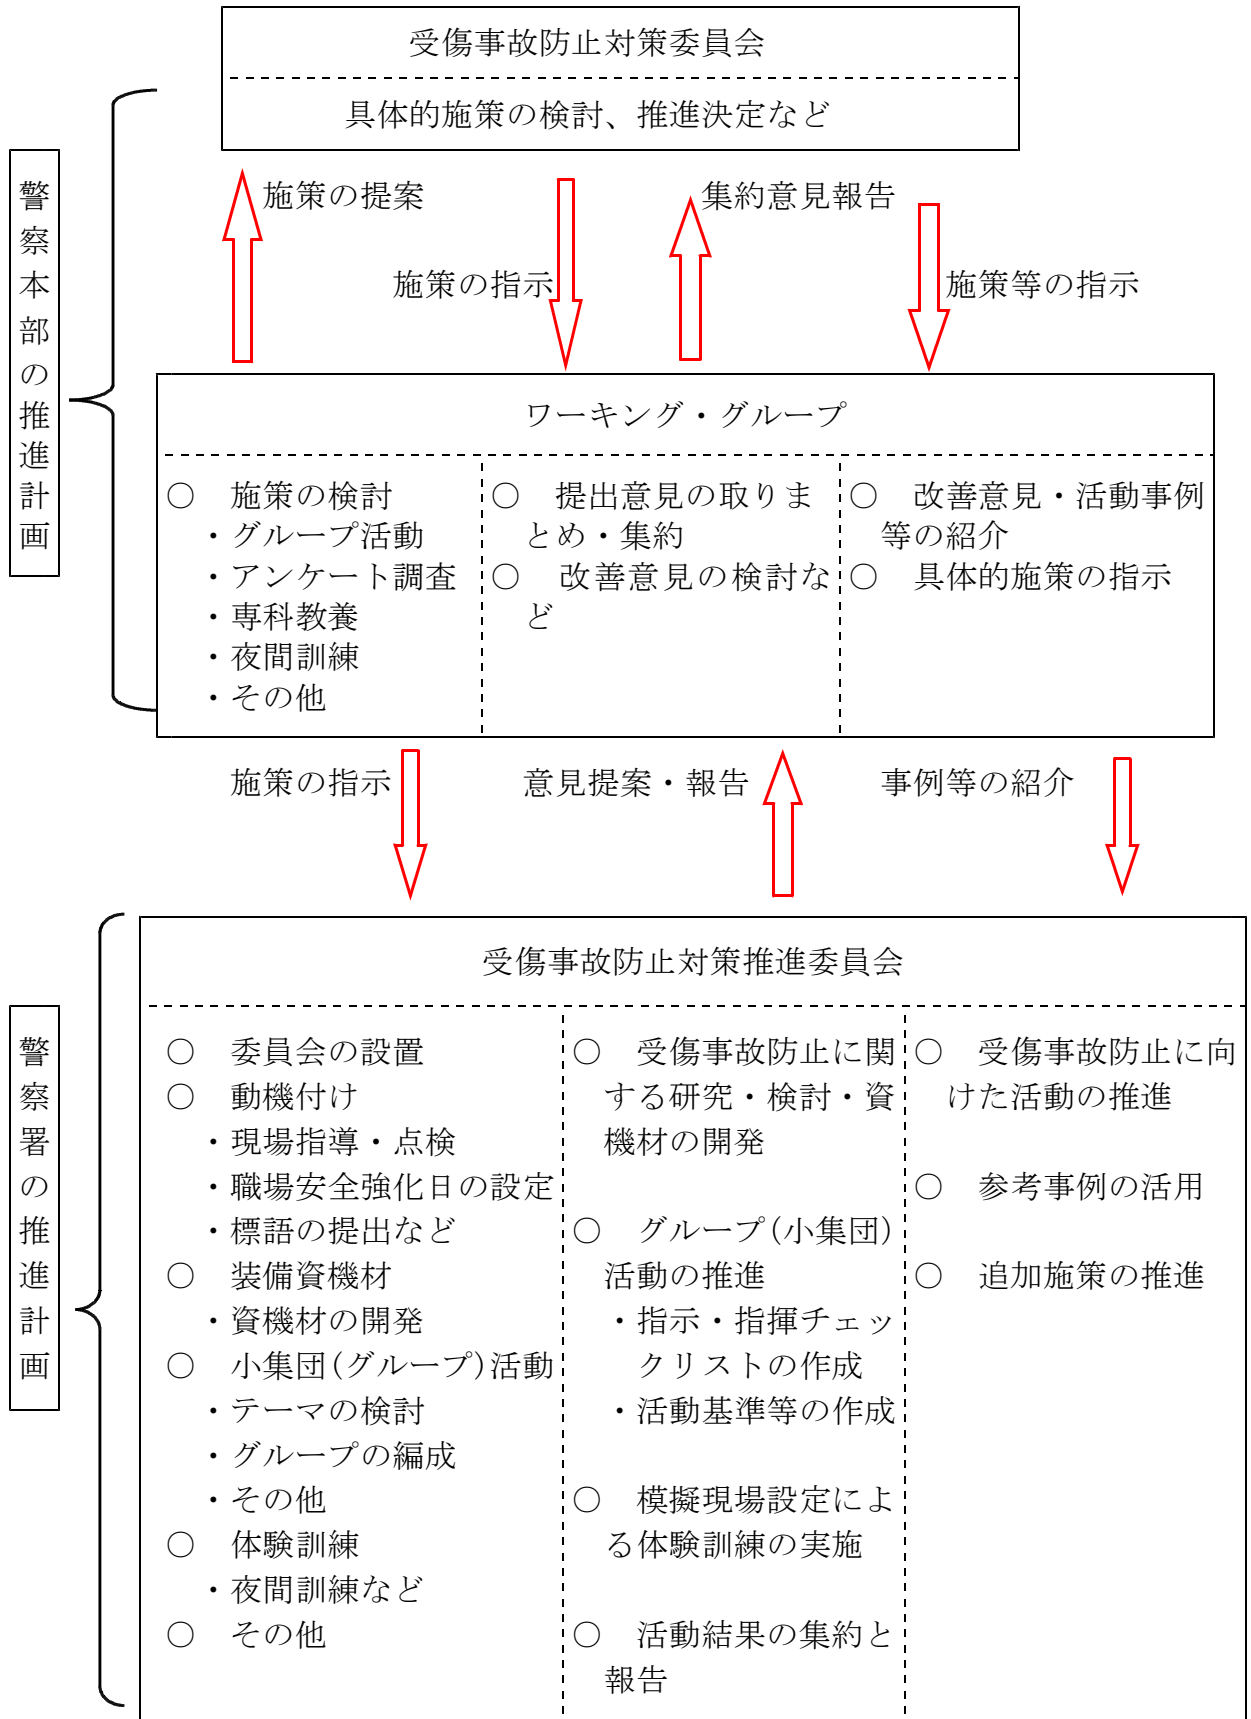 受傷事故防止対策委員会
具体的施策の検討、推進決定など
警察本部の推進計画
施策の提案
施策の指示
集約意見報告
施策等の指示
ワーキング・グループ
○ 施策の検討
・グループ活動
・アンケート調査
・専科教養
・夜間訓練
・その他
○ 提出意見の取りま
とめ・集約
○ 改善意見の検討な
ど
○ 改善意見・活動事例
等の紹介
○ 具体的施策の指示
施策の指示
意見提案・報告
事例等の紹介
警察署の推進計画
受傷事故防止対策推進委員会
○ 委員会の設置
○ 動機付け
・現場指導・点検
・職場安全強化日の設定
・標語の提出など
○ 装備資機材
・資機材の開発
○ 小集団(グループ)活動
・テーマの検討
・グループの編成
・その他
○ 体験訓練
・夜間訓練など
○ その他
○ 受傷事故防止に関
する研究・検討・資
機材の開発
○ グループ(小集団)
活動の推進
・指示・指揮チェッ
クリストの作成
・活動基準等の作成
○ 模擬現場設定によ
る体験訓練の実施
○ 活動結果の集約と
報告
○ 受傷事故防止に向
けた活動の推進
○ 参考事例の活用
○ 追加施策の推進